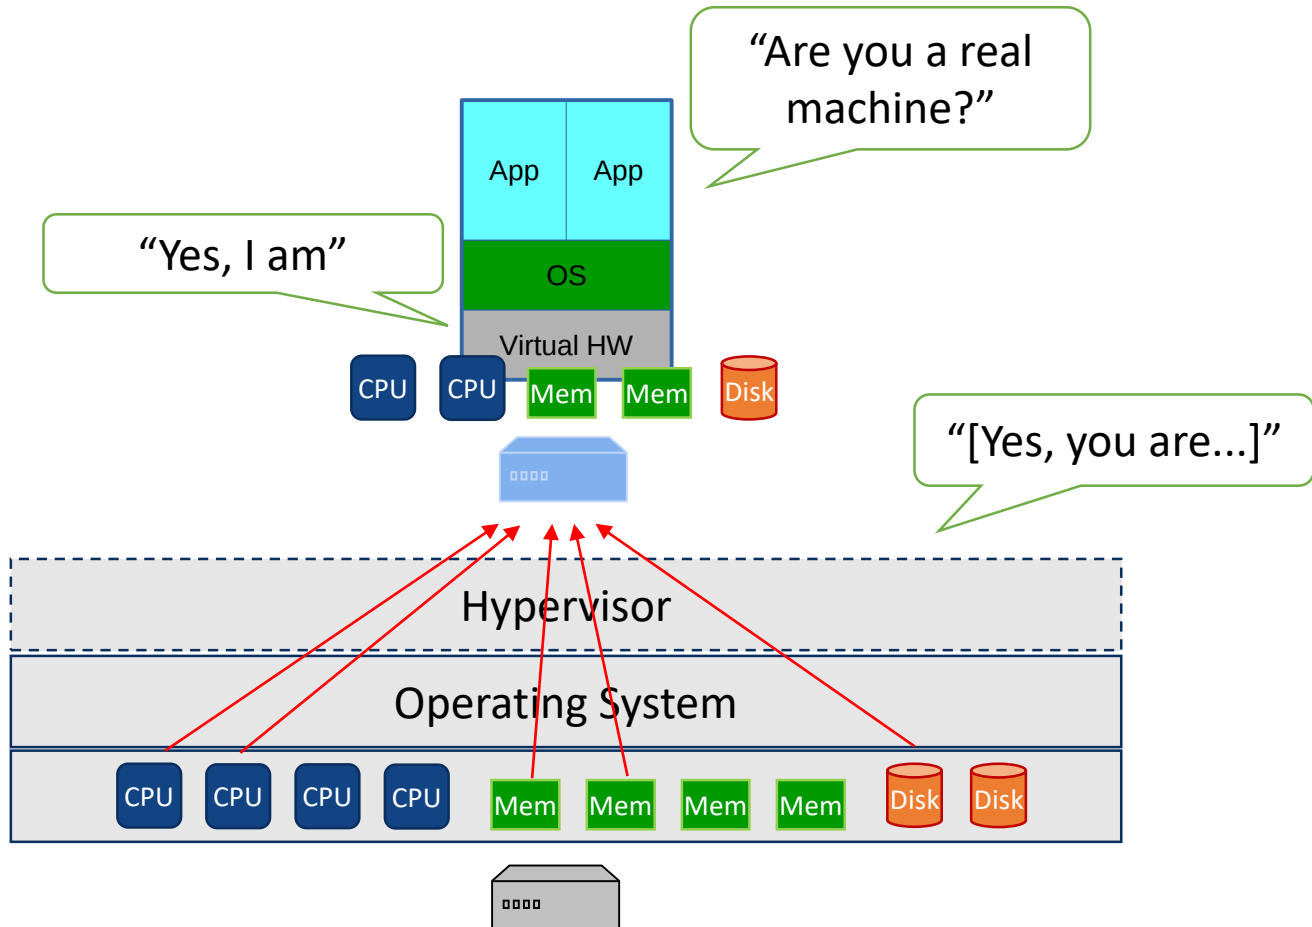 “Are you a real
machine?”
App App
“Yes, I am”
OS
Virtual HW
CPU CPU Mem Mem Disk
“[Yes, you are...]”
Hypervisor
Operating System
CPU CPU CPU CPU Mem Mem Mem Mem Disk Disk